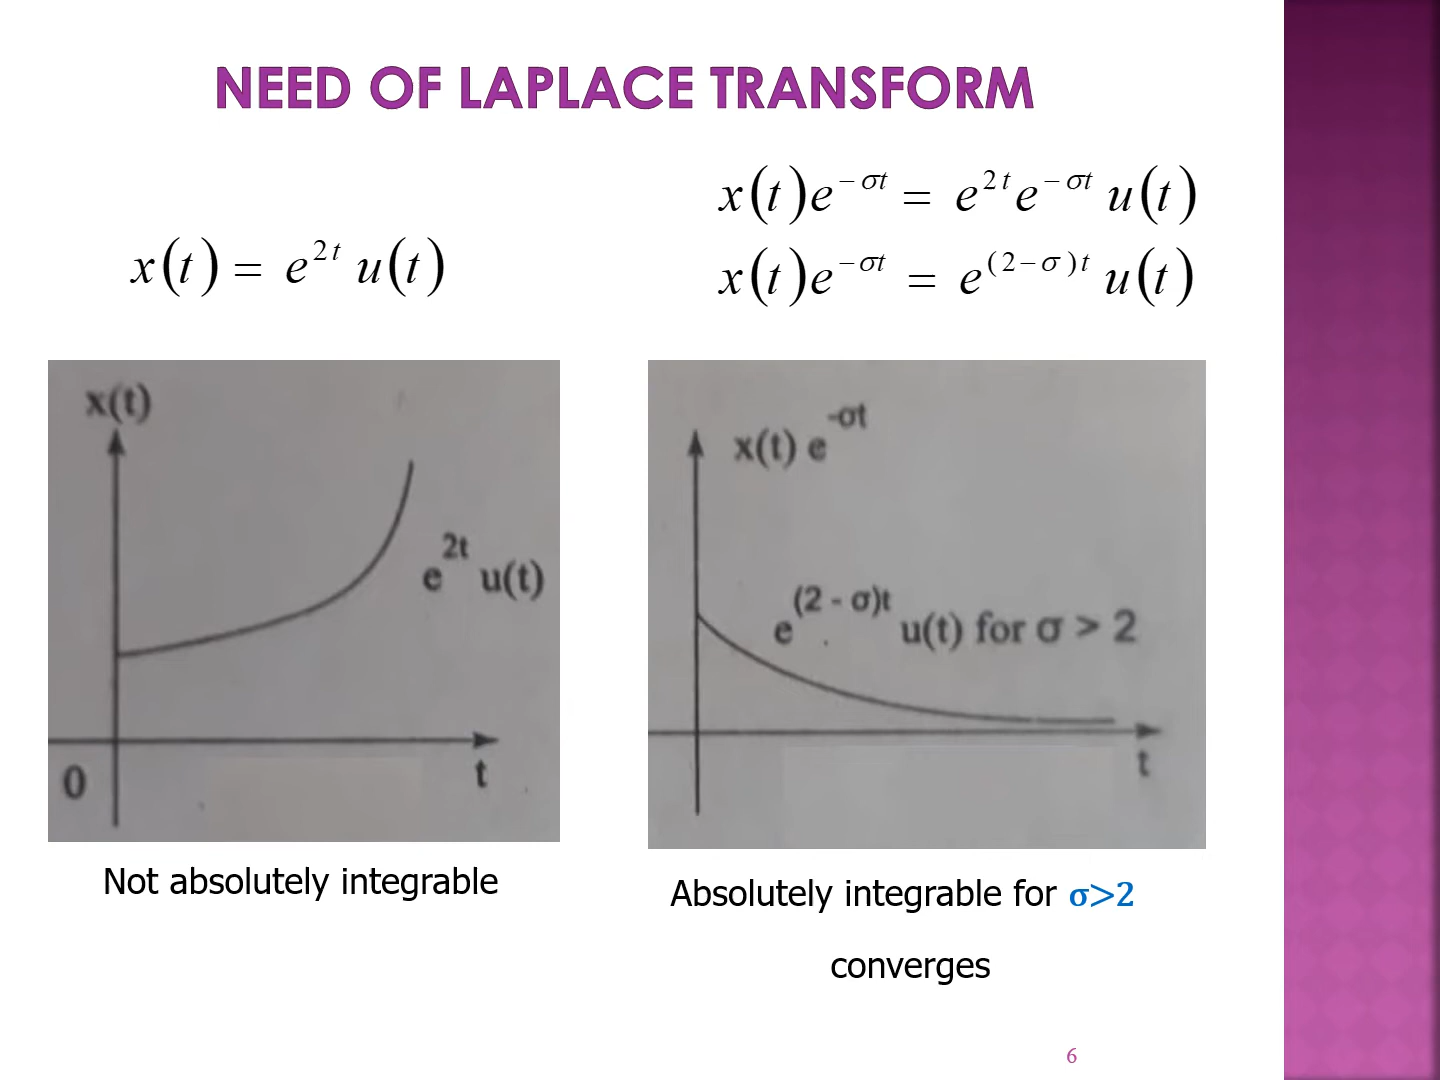 NEED OF LAPLACE TRANSFORM
x(t) = e^{2t} u(t)
x(t)e^{-σt} = e^{2t}e^{-σt} u(t)
x(t)e^{-σt} = e^{(2-σ)t} u(t)
x(t)
e^{2t} u(t)
0
t
x(t) e^{-σt}
e^{(2 - σ)t} u(t) for σ > 2
t
Not absolutely integrable
Absolutely integrable for σ>2
converges
6